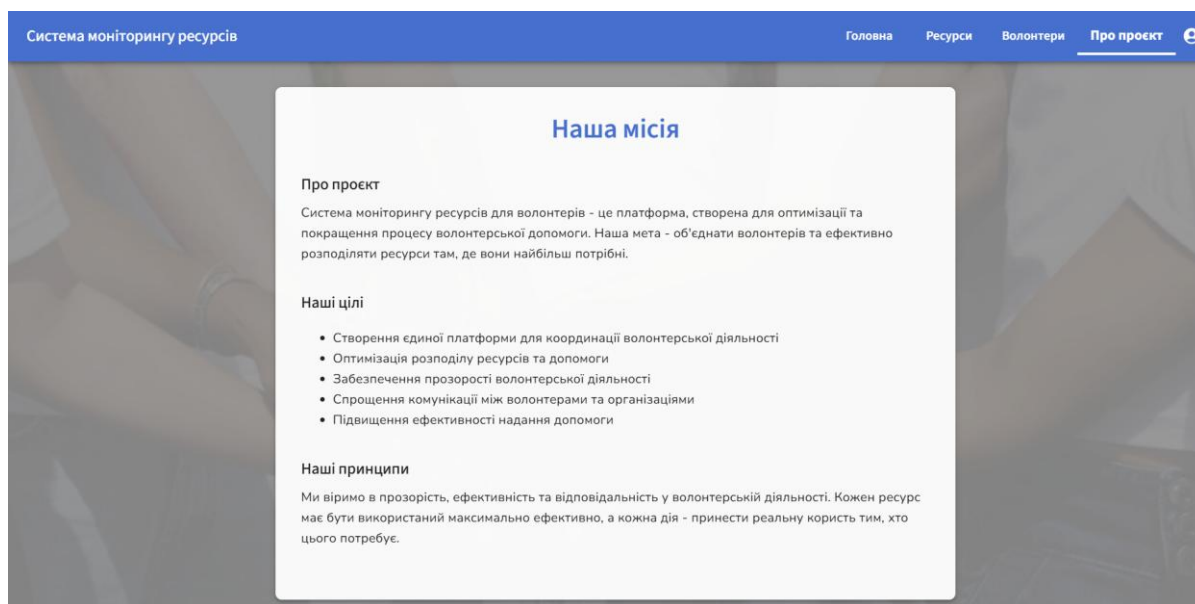 Система моніторингу ресурсів
Головна Ресурси Волонтери Про проєкт
Наша місія
Про проєкт
Система моніторингу ресурсів для волонтерів - це платформа, створена для оптимізації та
покращення процесу волонтерської допомоги. Наша мета - об'єднати волонтерів та ефективно
розподіляти ресурси там, де вони найбільш потрібні.
Наші цілі
• Створення єдиної платформи для координації волонтерської діяльності
• Оптимізація розподілу ресурсів та допомоги
• Забезпечення прозорості волонтерської діяльності
• Спрощення комунікації між волонтерами та організаціями
• Підвищення ефективності надання допомоги
Наші принципи
Ми віримо в прозорість, ефективність та відповідальність у волонтерській діяльності. Кожен ресурс
має бути використаний максимально ефективно, а кожна дія - принести реальну користь тим, хто
цього потребує.